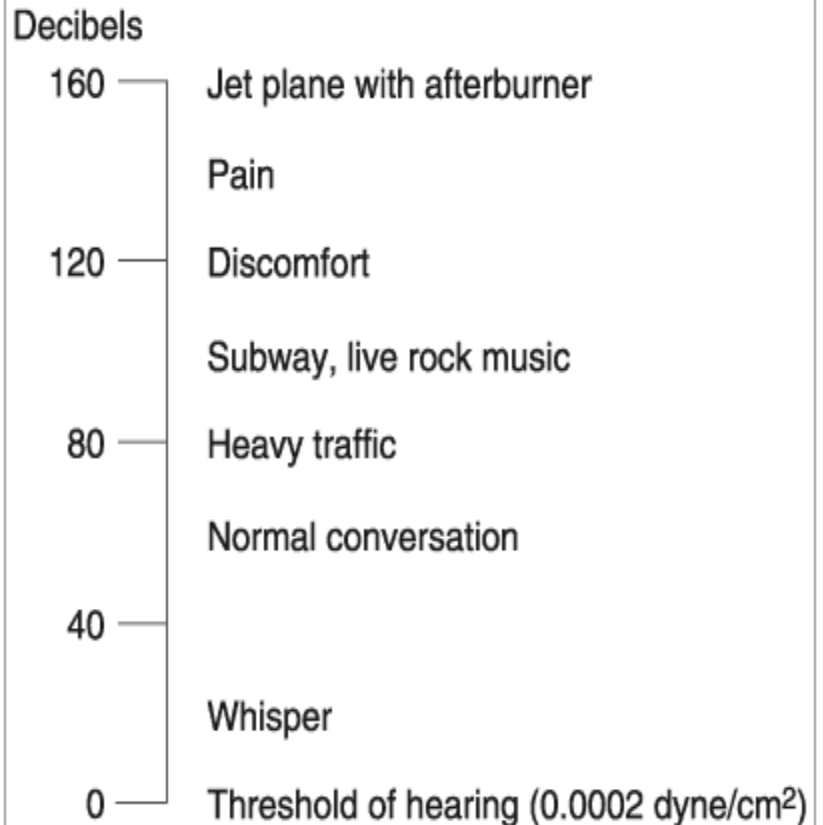 Decibels
160 Jet plane with afterburner
Pain
120 Discomfort
Subway, live rock music
80 Heavy traffic
Normal conversation
40
Whisper
0 Threshold of hearing (0.0002 dyne/cm²)